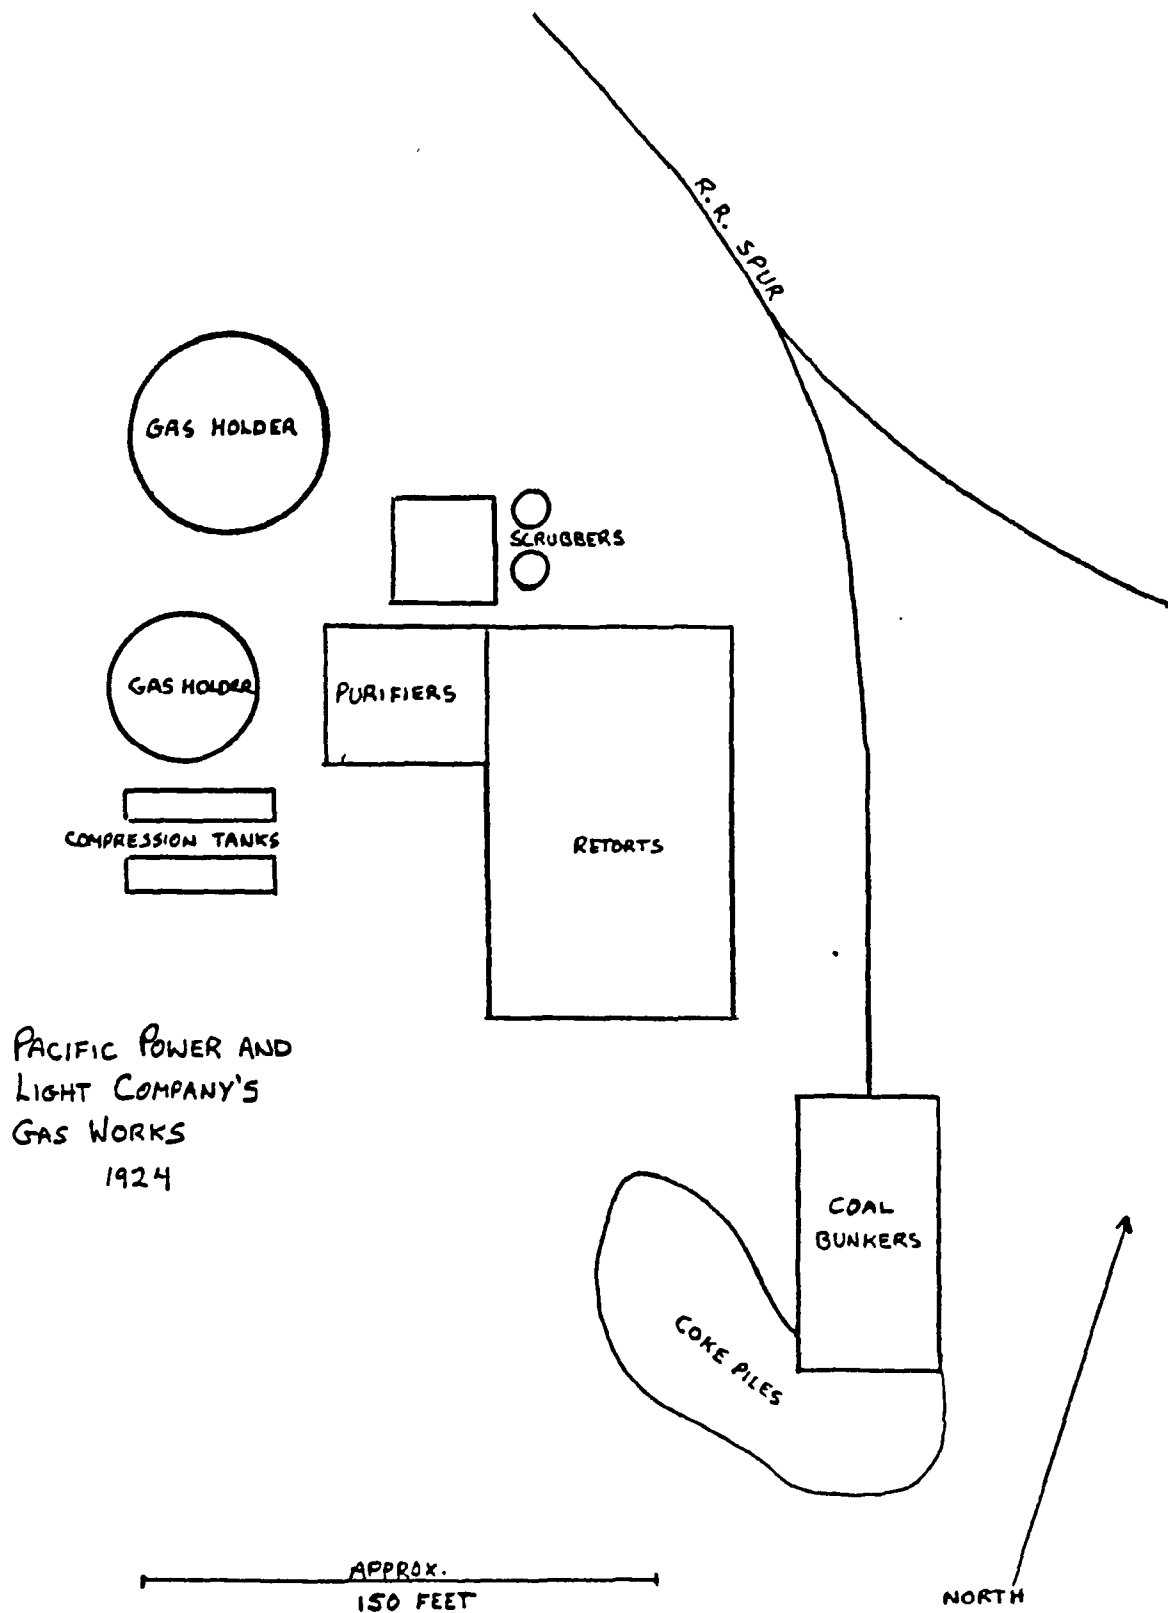 R.R. SPUR
GAS HOLDER
SCRUBBERS
GAS HOLDER
PURIFIERS
COMPRESSION TANKS
RETORTS
PACIFIC POWER AND
LIGHT COMPANY'S
GAS WORKS
1924
COAL
BUNKERS
COKE PILES
APPROX.
150 FEET
NORTH